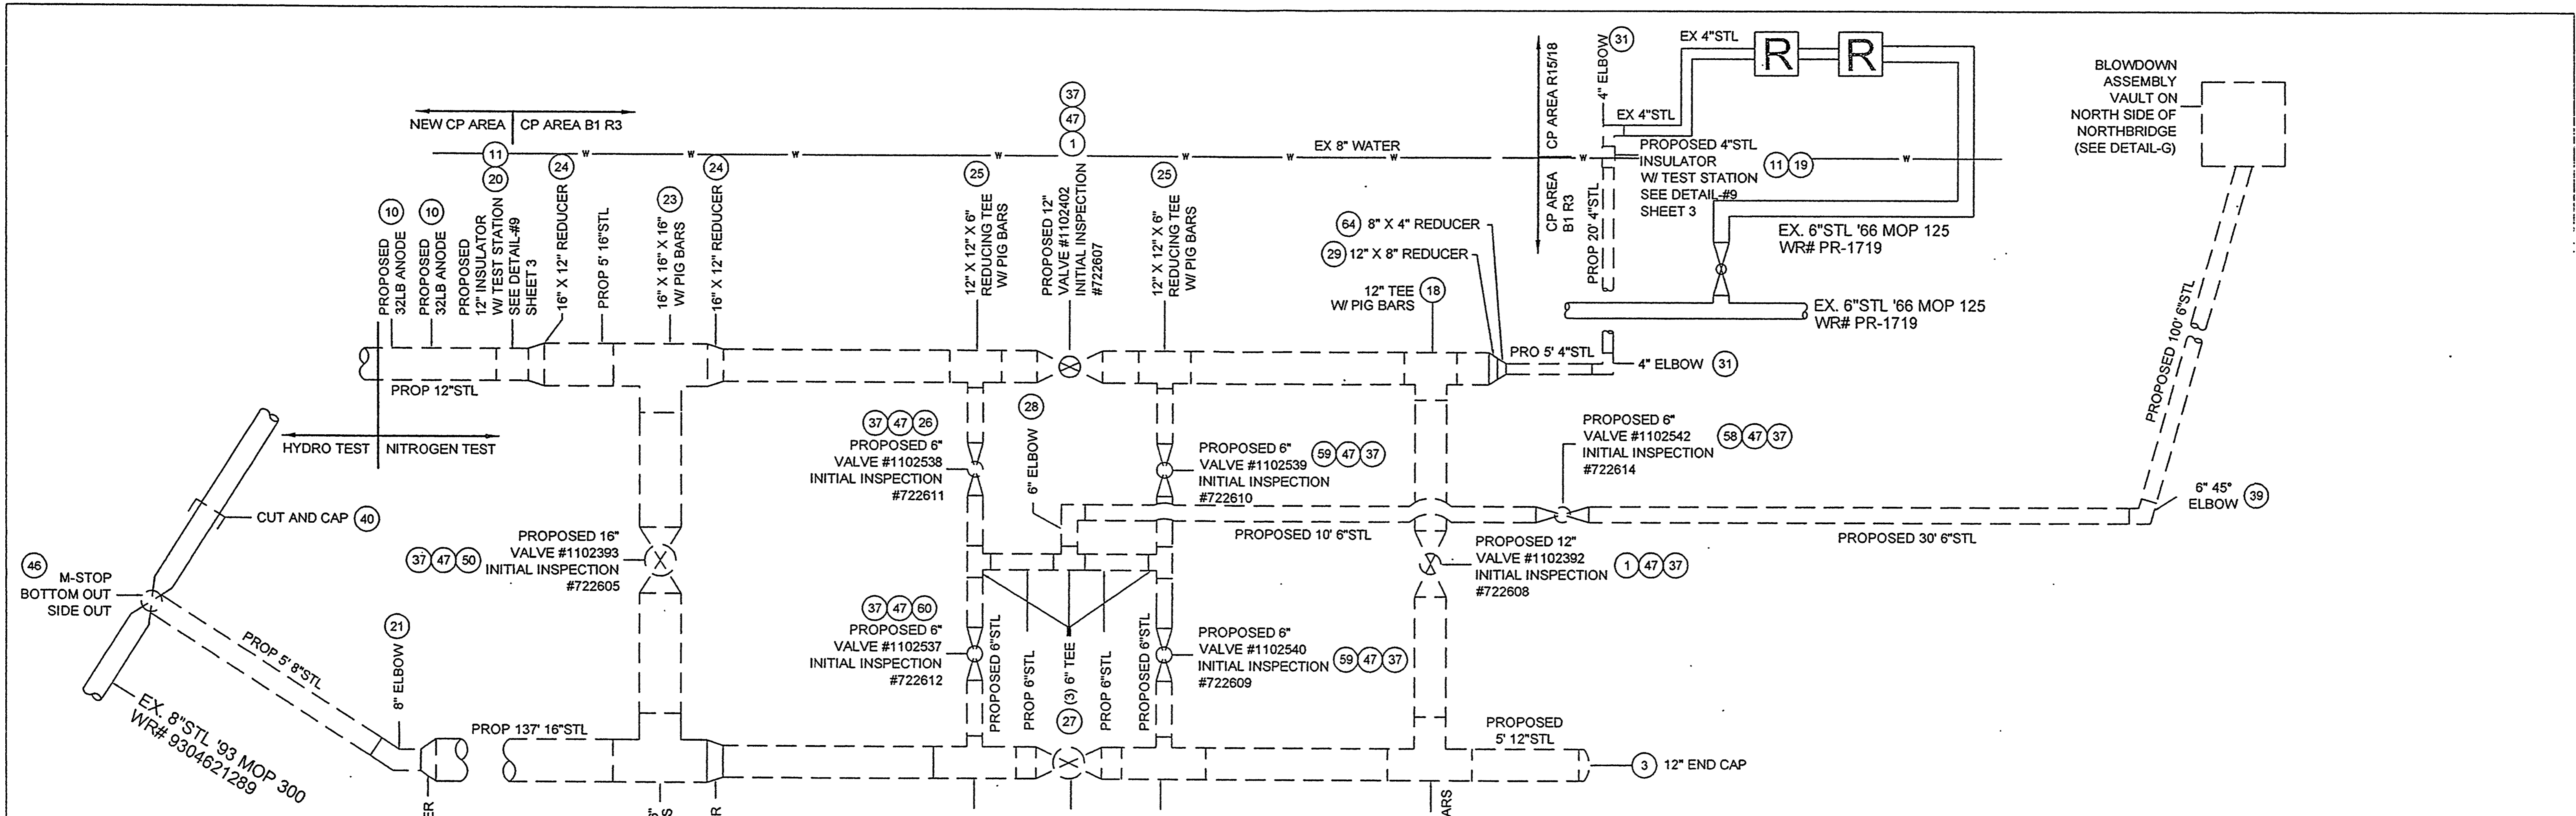 NEW CP AREA
CP AREA B1 R3
11
20
24
24
23
10
10
PROPOSED
32LB ANODE
PROPOSED
32LB ANODE
PROPOSED
12" INSULATOR
W/ TEST STATION
SEE DETAIL-#9
SHEET 3
16" X 12" REDUCER
PROP 5' 16"STL
16" X 16" X 16"
W/ PIG BARS
16" X 12" REDUCER
W
W
W
W
W
W
W
W
W
EX 8" WATER
37
47
1
25
12" X 12" X 6"
REDUCING TEE
W/ PIG BARS
PROPOSED 12"
VALVE #1102402
INITIAL INSPECTION
#722607
25
12" X 12" X 6"
REDUCING TEE
W/ PIG BARS
CP AREA R15/18
CP AREA
B1 R3
4" ELBOW
31
EX 4"STL
R
R
EX 4"STL
PROPOSED 4"STL
INSULATOR
W/ TEST STATION
SEE DETAIL-#9
SHEET 3
11
19
PROP 20' 4"STL
EX. 6"STL '66 MOP 125
WR# PR-1719
EX. 6"STL '66 MOP 125
WR# PR-1719
BLOWDOWN
ASSEMBLY
VAULT ON
NORTH SIDE OF
NORTHBRIDGE
(SEE DETAIL-G)
PROPOSED 100' 6"STL
64
8" X 4" REDUCER
29
12" X 8" REDUCER
12" TEE
W/ PIG BARS
18
PRO 5' 4"STL
4" ELBOW
31
PROP 12"STL
HYDRO TEST
NITROGEN TEST
CUT AND CAP
40
46
M-STOP
BOTTOM OUT
SIDE OUT
PROP 5' 8"STL
21
8" ELBOW
EX. 8"STL '93 MOP 300
WR# 9304621289
PROP 137' 16"STL
37
47
50
PROPOSED 16"
VALVE #1102393
INITIAL INSPECTION
#722605
37
47
26
PROPOSED 6"
VALVE #1102538
INITIAL INSPECTION
#722611
28
6" ELBOW
PROPOSED 6"
VALVE #1102539
INITIAL INSPECTION
#722610
59
47
37
PROPOSED 6"
VALVE #1102542
INITIAL INSPECTION
#722614
58
47
37
PROPOSED 10' 6"STL
PROPOSED 30' 6"STL
6" 45°
ELBOW
39
PROPOSED 12"
VALVE #1102392
INITIAL INSPECTION
#722608
1
47
37
37
47
60
PROPOSED 6"
VALVE #1102537
INITIAL INSPECTION
#722612
PROPOSED 6"STL
PROP 6"STL
27
(3) 6" TEE
PROP 6"STL
PROPOSED 6"STL
PROPOSED 6"
VALVE #1102540
INITIAL INSPECTION
#722609
59
47
37
PROPOSED
5' 12"STL
3
12" END CAP